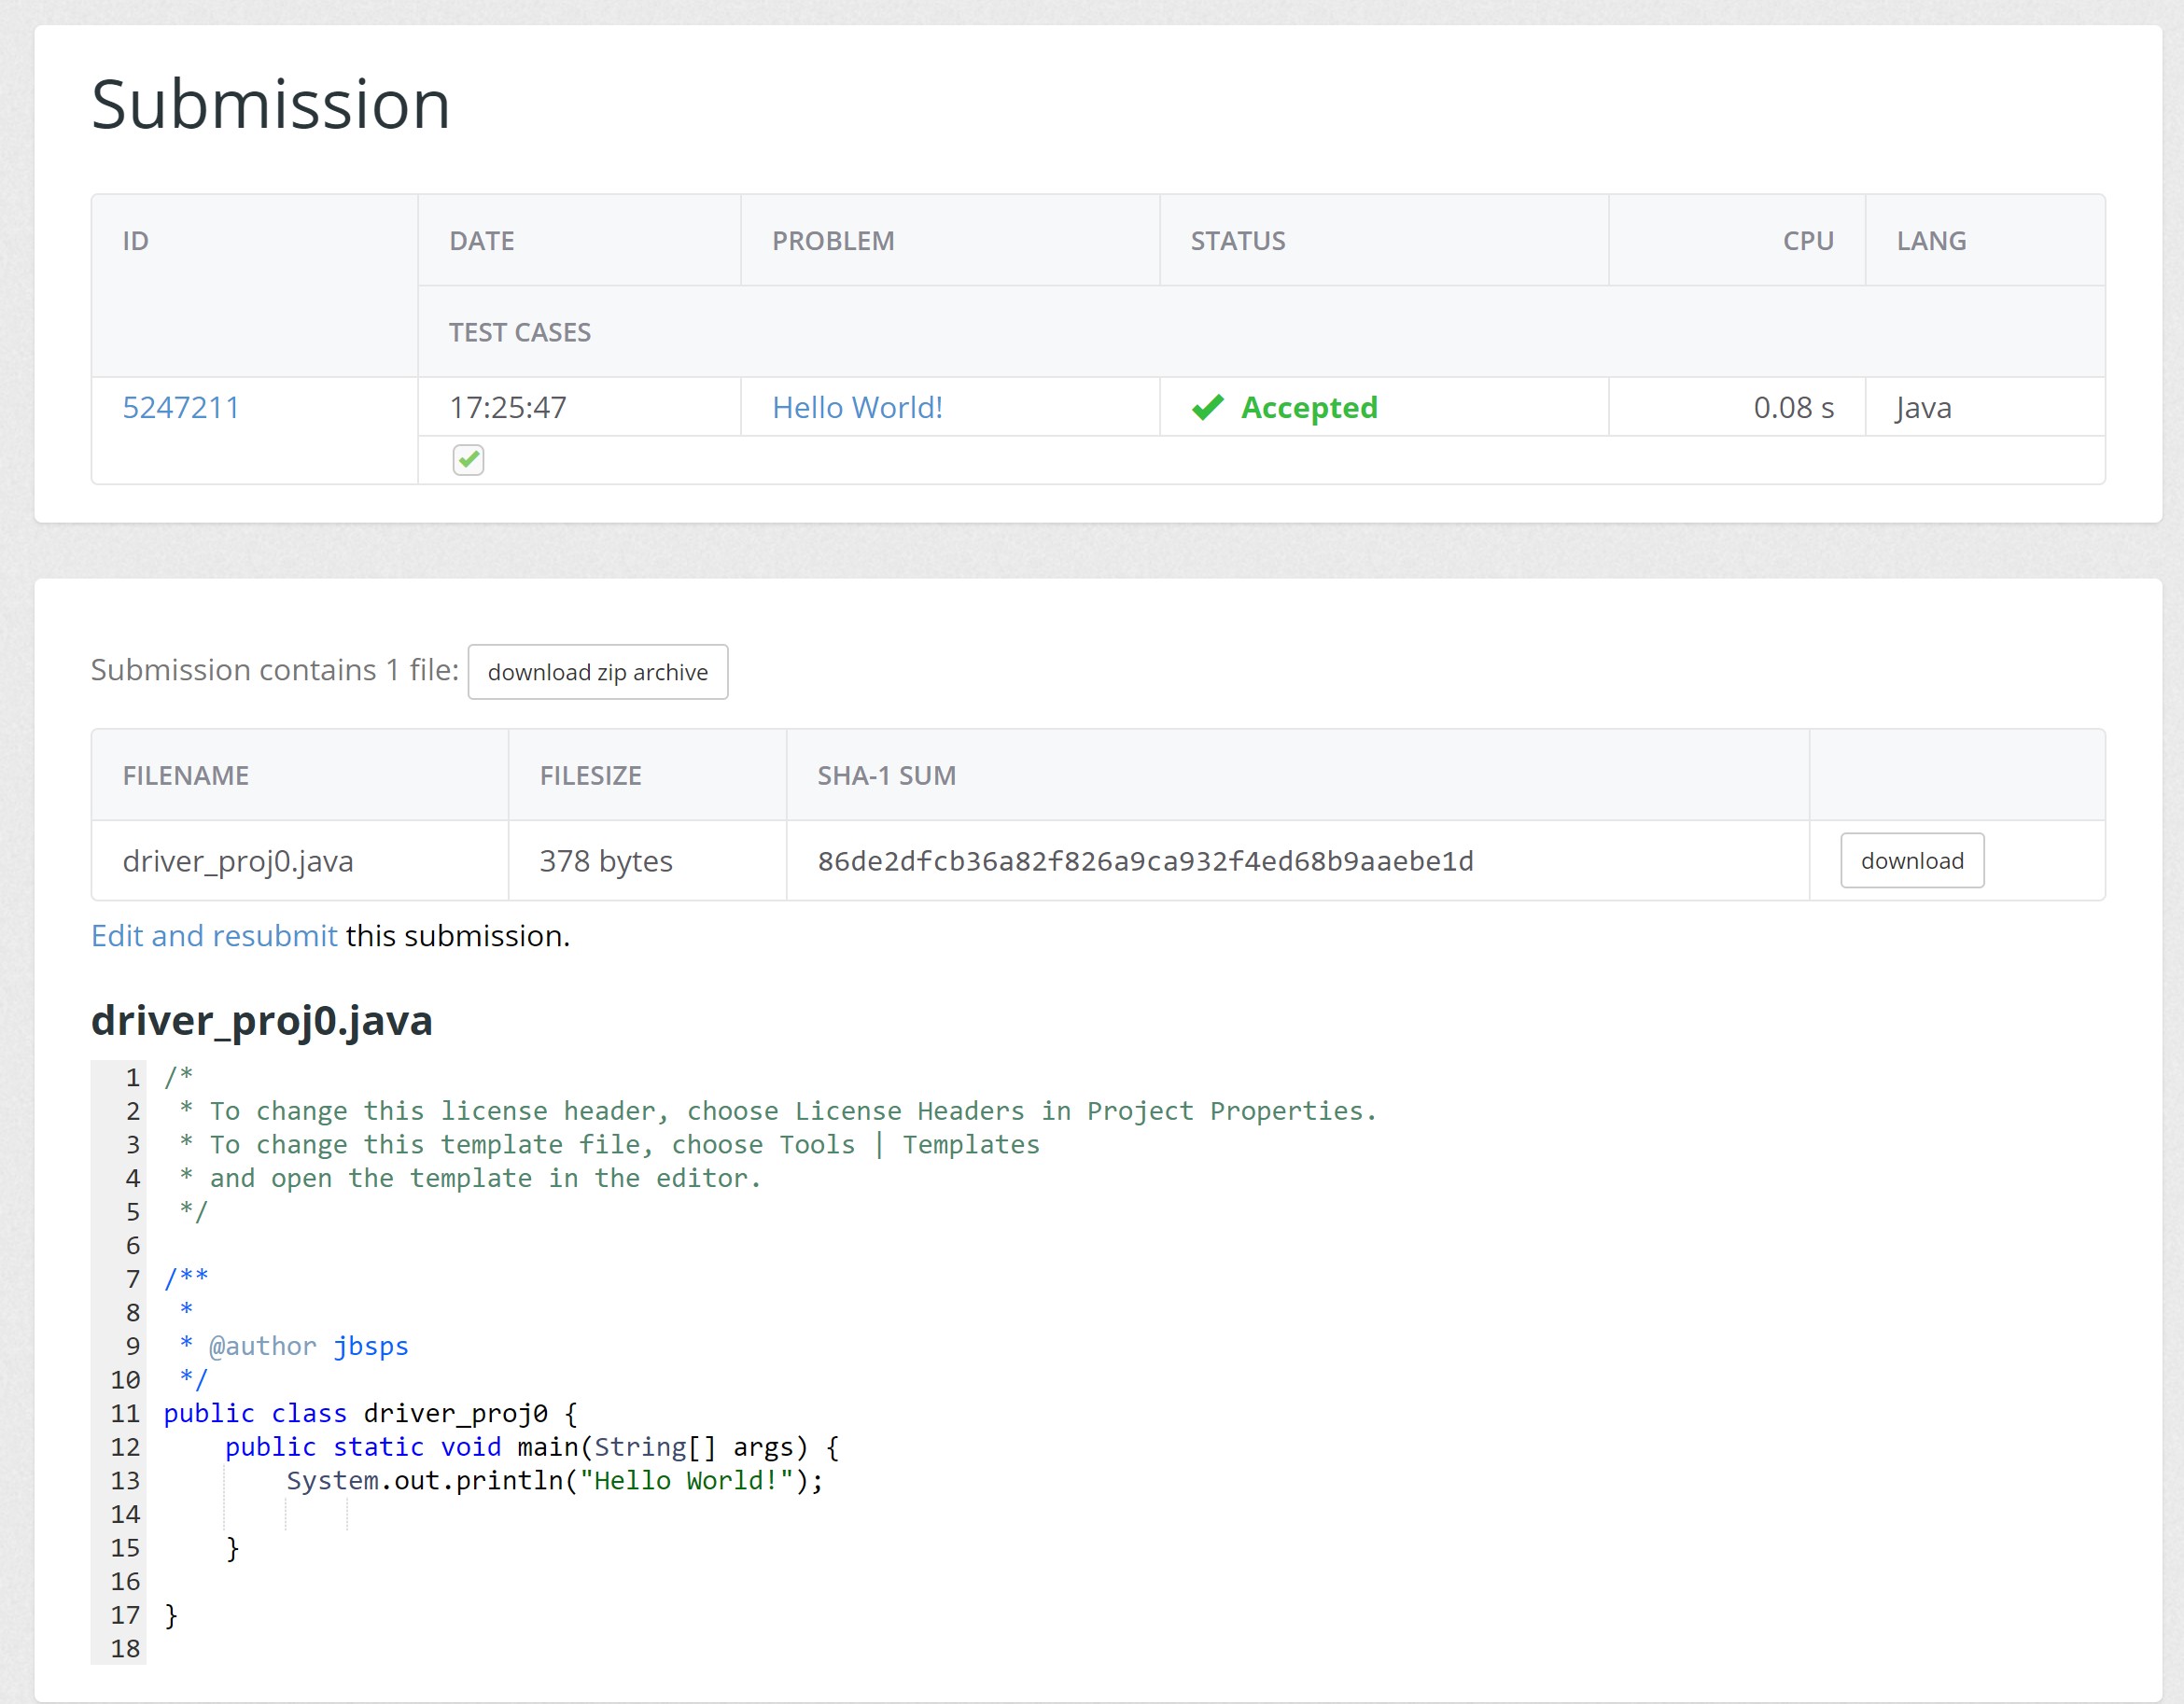 Submission
ID DATE PROBLEM STATUS CPU LANG
TEST CASES
5247211 17:25:47 Hello World! Accepted 0.08 s Java
Submission contains 1 file: download zip archive
FILENAME FILESIZE SHA-1 SUM
driver_proj0.java 378 bytes 86de2dfcb36a82f826a9ca932f4ed68b9aaebe1d download
Edit and resubmit this submission.
driver_proj0.java
1 /*
2  * To change this license header, choose License Headers in Project Properties.
3  * To change this template file, choose Tools | Templates
4  * and open the template in the editor.
5  */
6
7 /**
8  *
9  * @author jbsps
10  */
11 public class driver_proj0 {
12     public static void main(String[] args) {
13         System.out.println("Hello World!");
14
15     }
16
17 }
18